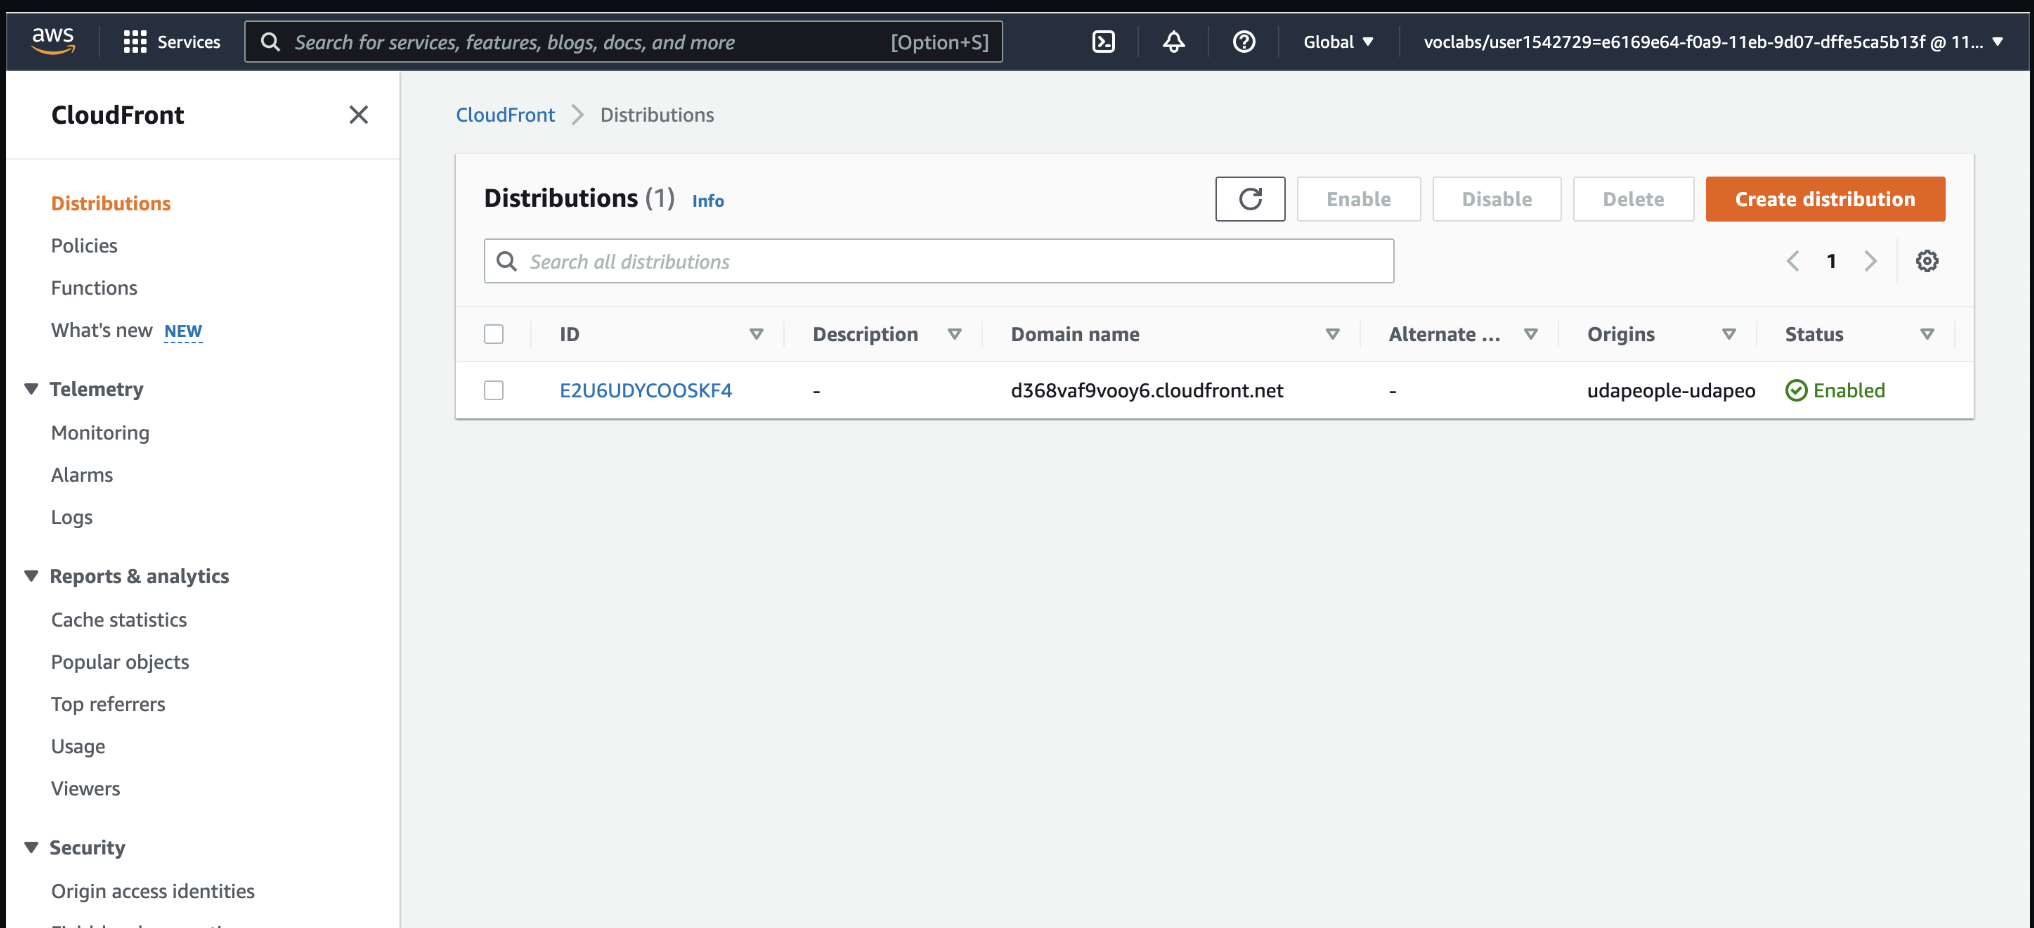 aws
Services
Search for services, features, blogs, docs, and more [Option+S]
Global
voclabs/user1542729=e6169e64-f0a9-11eb-9d07-dffe5ca5b13f @ 11...
CloudFront
Distributions
Policies
Functions
What's new NEW
Telemetry
Monitoring
Alarms
Logs
Reports & analytics
Cache statistics
Popular objects
Top referrers
Usage
Viewers
Security
Origin access identities
CloudFront > Distributions
Distributions (1) Info
Enable
Disable
Delete
Create distribution
Search all distributions
1
ID Description Domain name Alternate ... Origins Status
E2U6UDYCOOSKF4 - d368vaf9vooy6.cloudfront.net - udapeople-udapeo Enabled